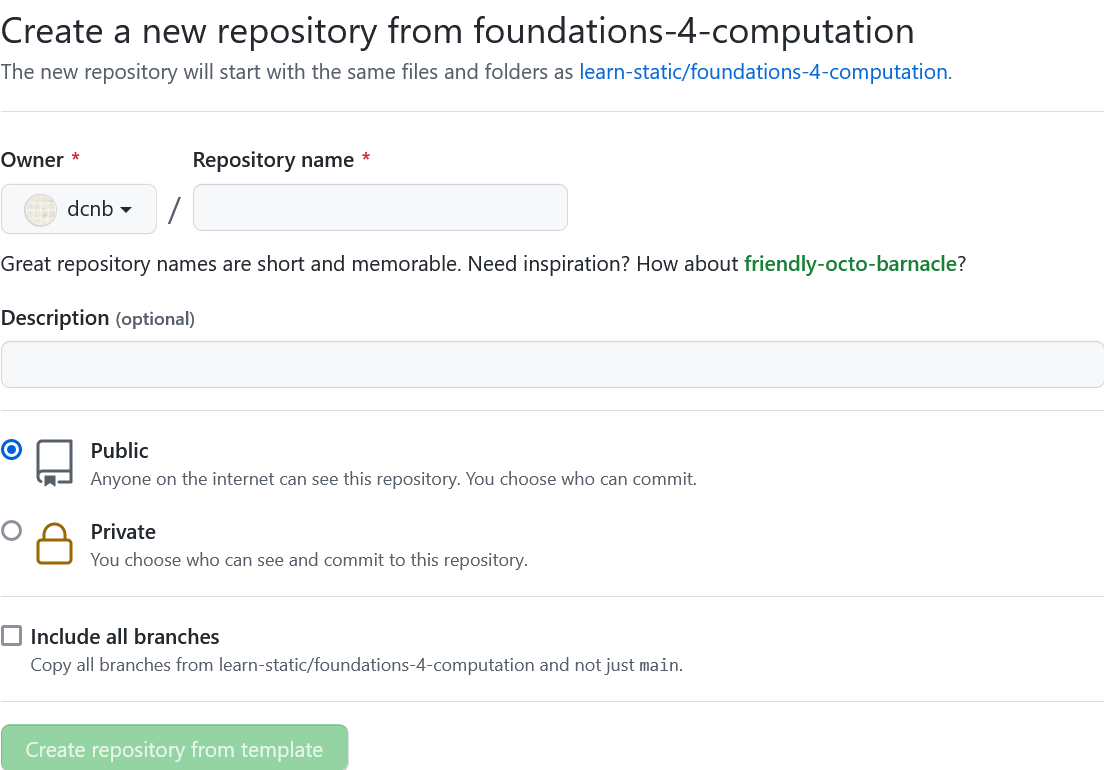 Create a new repository from foundations-4-computation
The new repository will start with the same files and folders as learn-static/foundations-4-computation.
Owner *
Repository name *
dcnb
/
Great repository names are short and memorable. Need inspiration? How about friendly-octo-barnacle?
Description (optional)
Public
Anyone on the internet can see this repository. You choose who can commit.
Private
You choose who can see and commit to this repository.
Include all branches
Copy all branches from learn-static/foundations-4-computation and not just main.
Create repository from template